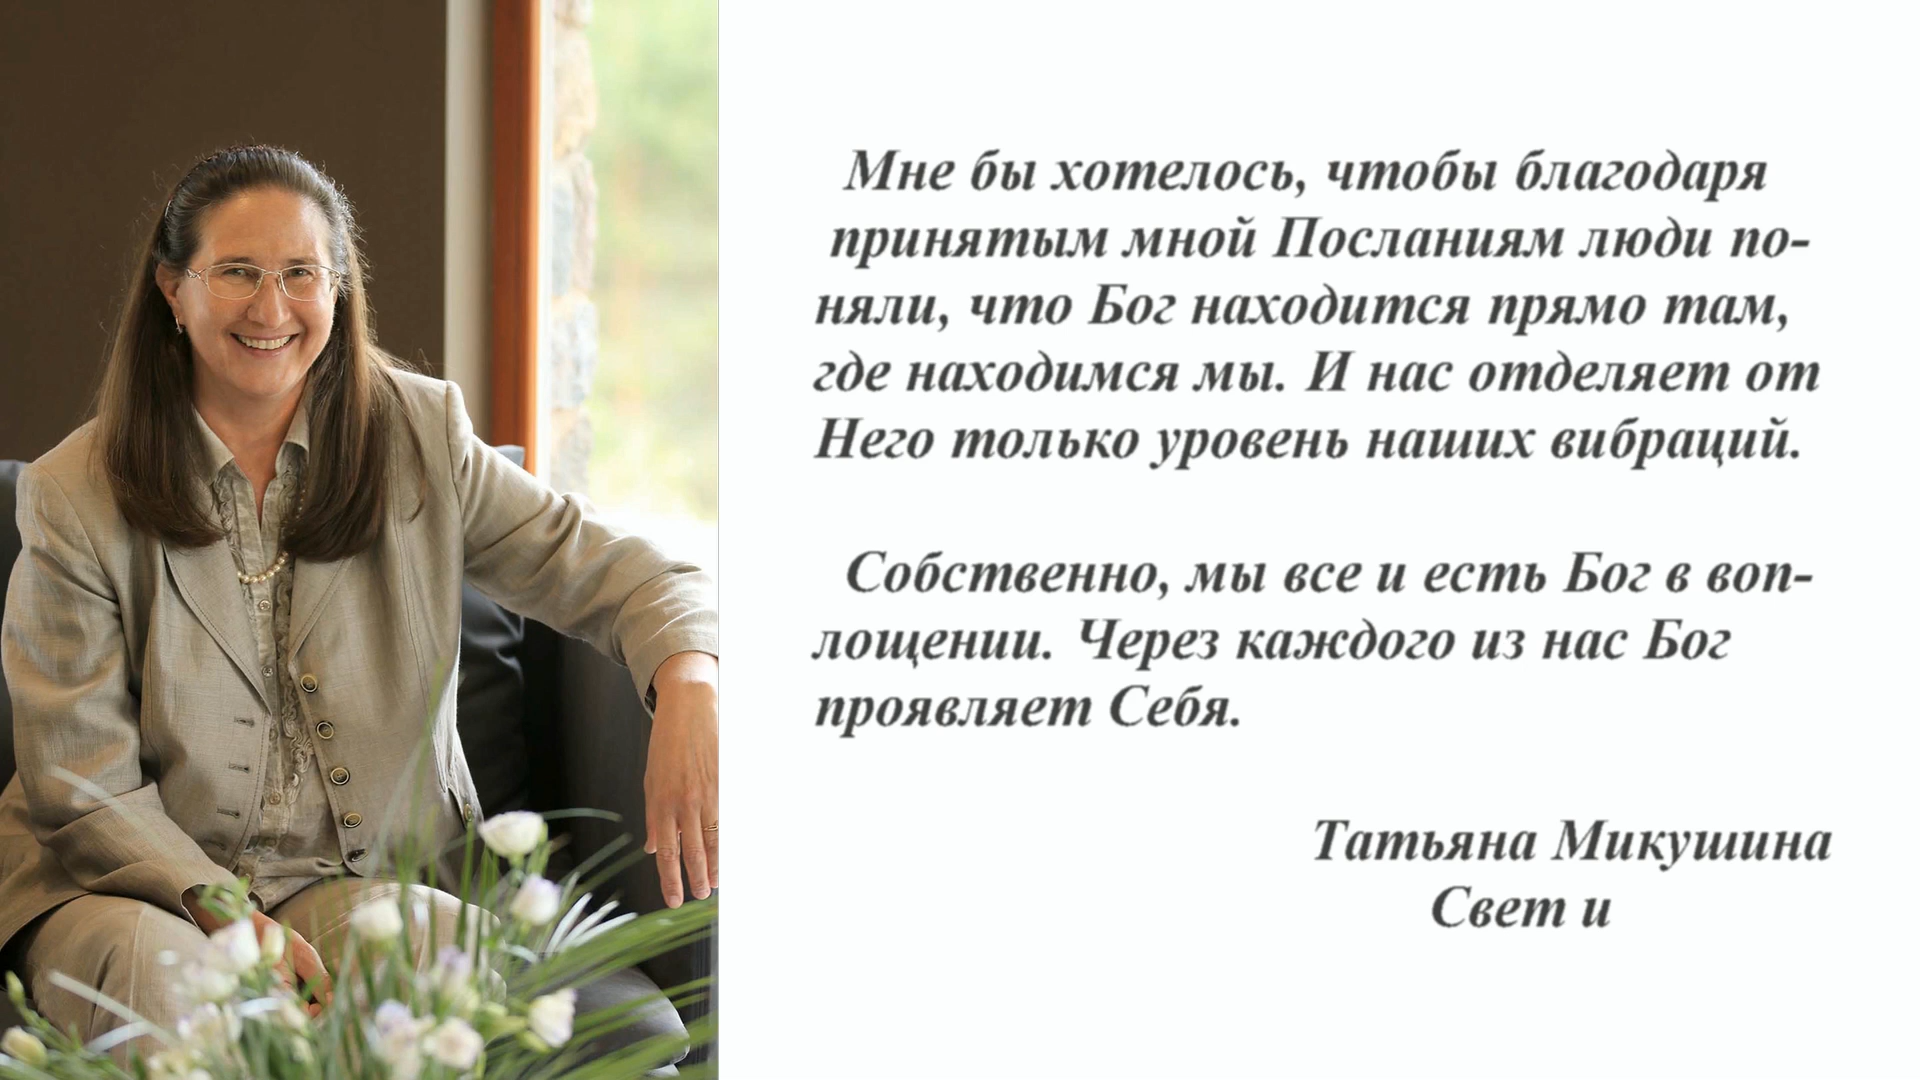 Мне бы хотелось, чтобы благодаря
принятым мной Посланиям люди по-
няли, что Бог находится прямо там,
где находимся мы. И нас отделяет от
Него только уровень наших вибраций.
Собственно, мы все и есть Бог в воп-
лощении. Через каждого из нас Бог
проявляет Себя.
Татьяна Микушина
Свет и